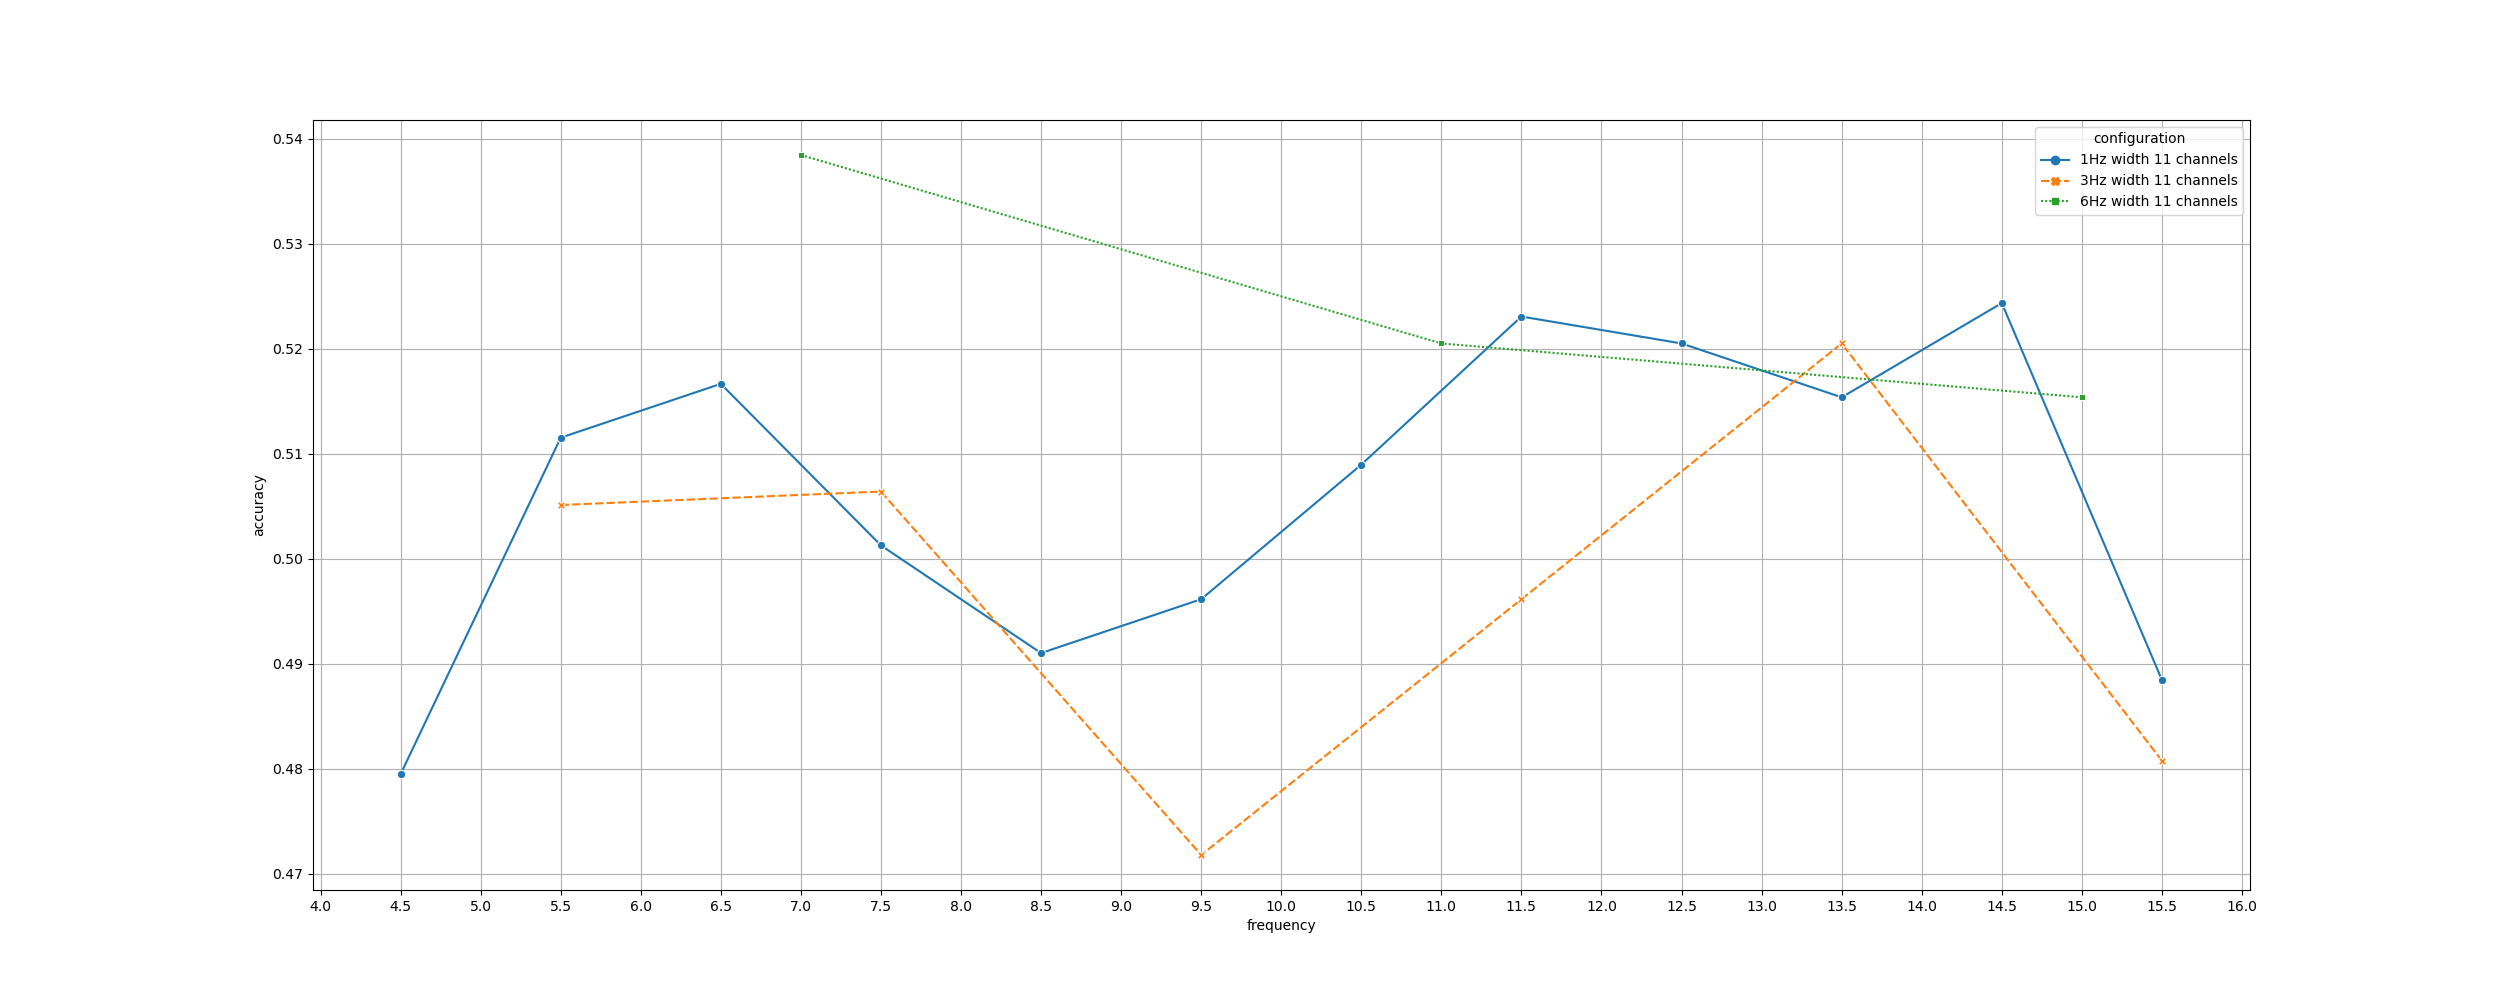 configuration
1Hz width 11 channels
3Hz width 11 channels
6Hz width 11 channels
0.54
0.53
0.52
0.51
0.50
0.49
0.48
0.47
accuracy
4.0 4.5 5.0 5.5 6.0 6.5 7.0 7.5 8.0 8.5 9.0 9.5 10.0 10.5 11.0 11.5 12.0 12.5 13.0 13.5 14.0 14.5 15.0 15.5 16.0
frequency